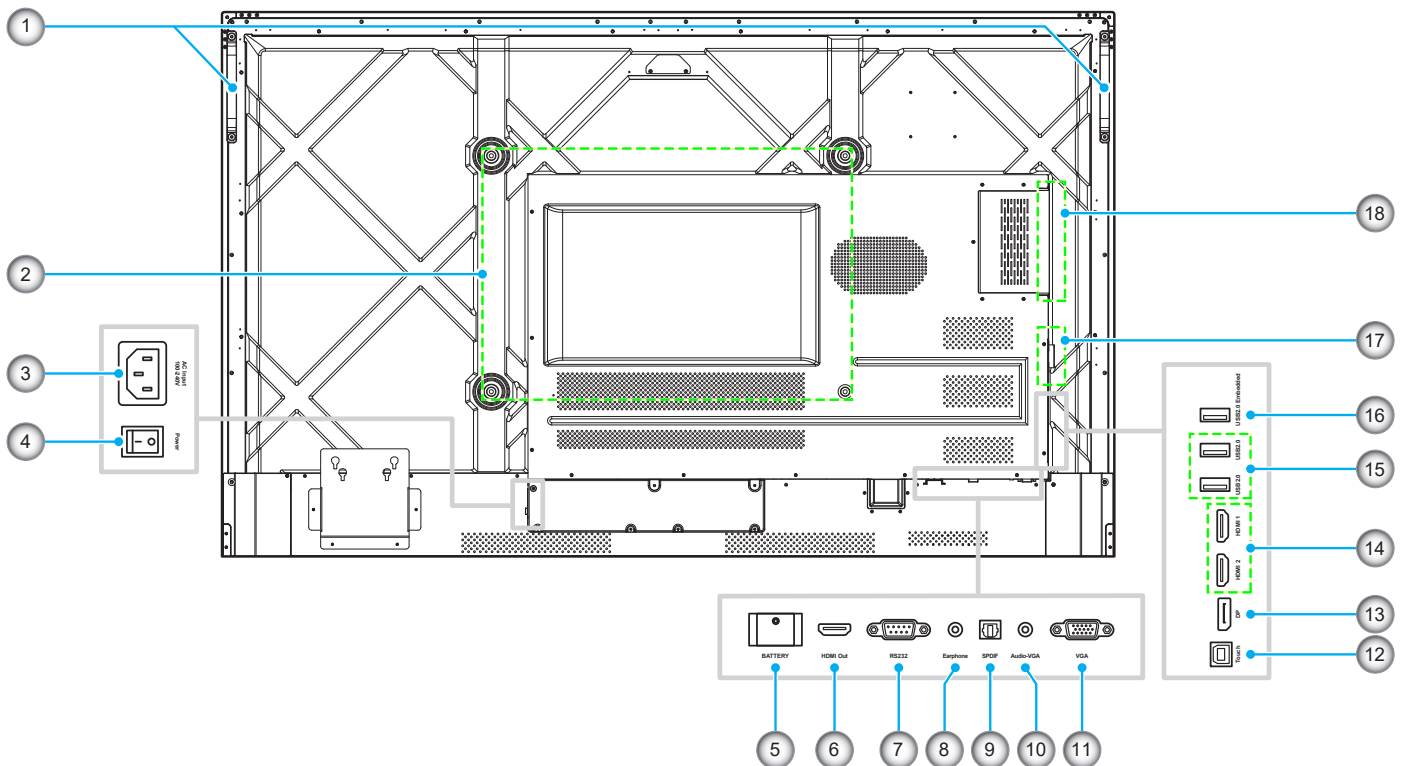 1
2
3
4
AC Input
100-240V
Power
18
17
16
15
14
13
12
USB2.0 Embedded
USB2.0
USB2.0
HDMI 1
HDMI 2
DP
Touch
BATTERY
HDMI Out
RS232
Earphone
SPDIF
Audio-VGA
VGA
5
6
7
8
9
10
11